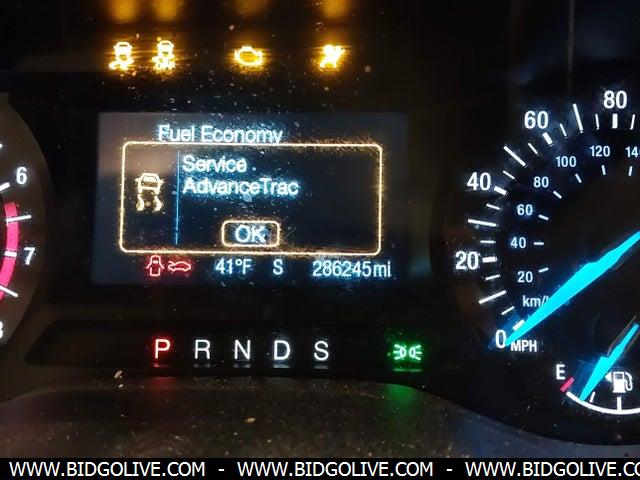 Fuel Economy
Service
AdvanceTrac
OK
41°F S 286245mi
P R N D S
6
7
8
80
60
40
20
0
MPH
140
120
100
80
60
40
20
km/h
E
WWW.BIDGOLIVE.COM - WWW.BIDGOLIVE.COM - WWW.BIDGOLIVE.COM